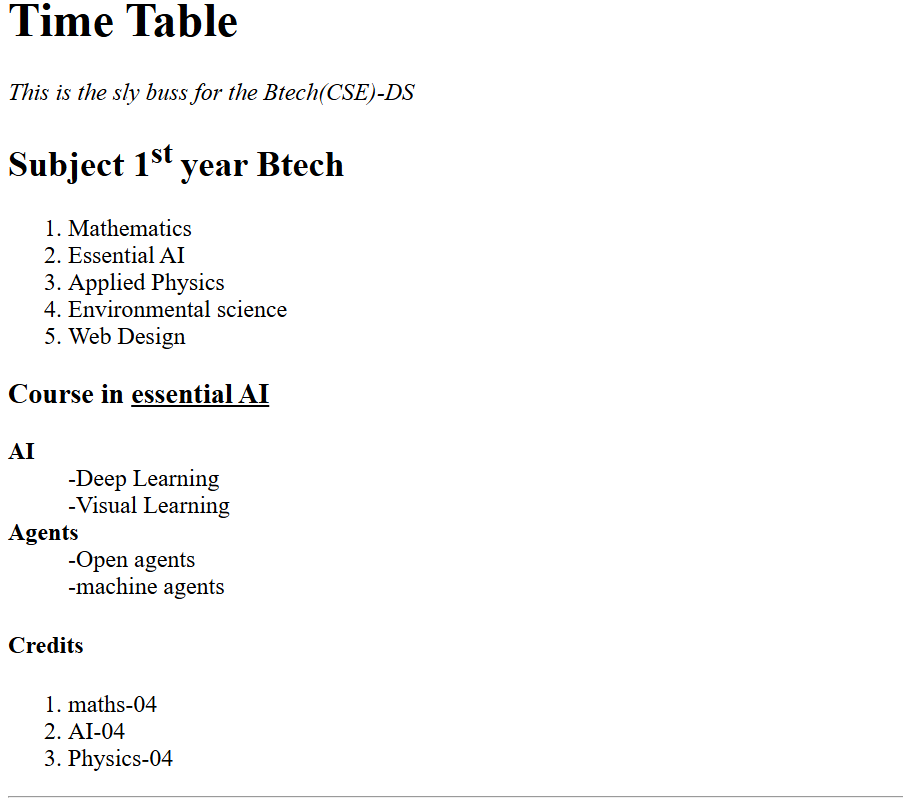 Time Table
This is the sly buss for the Btech(CSE)-DS
Subject 1st year Btech
1. Mathematics
2. Essential AI
3. Applied Physics
4. Environmental science
5. Web Design
Course in essential AI
AI
-Deep Learning
-Visual Learning
Agents
-Open agents
-machine agents
Credits
1. maths-04
2. AI-04
3. Physics-04